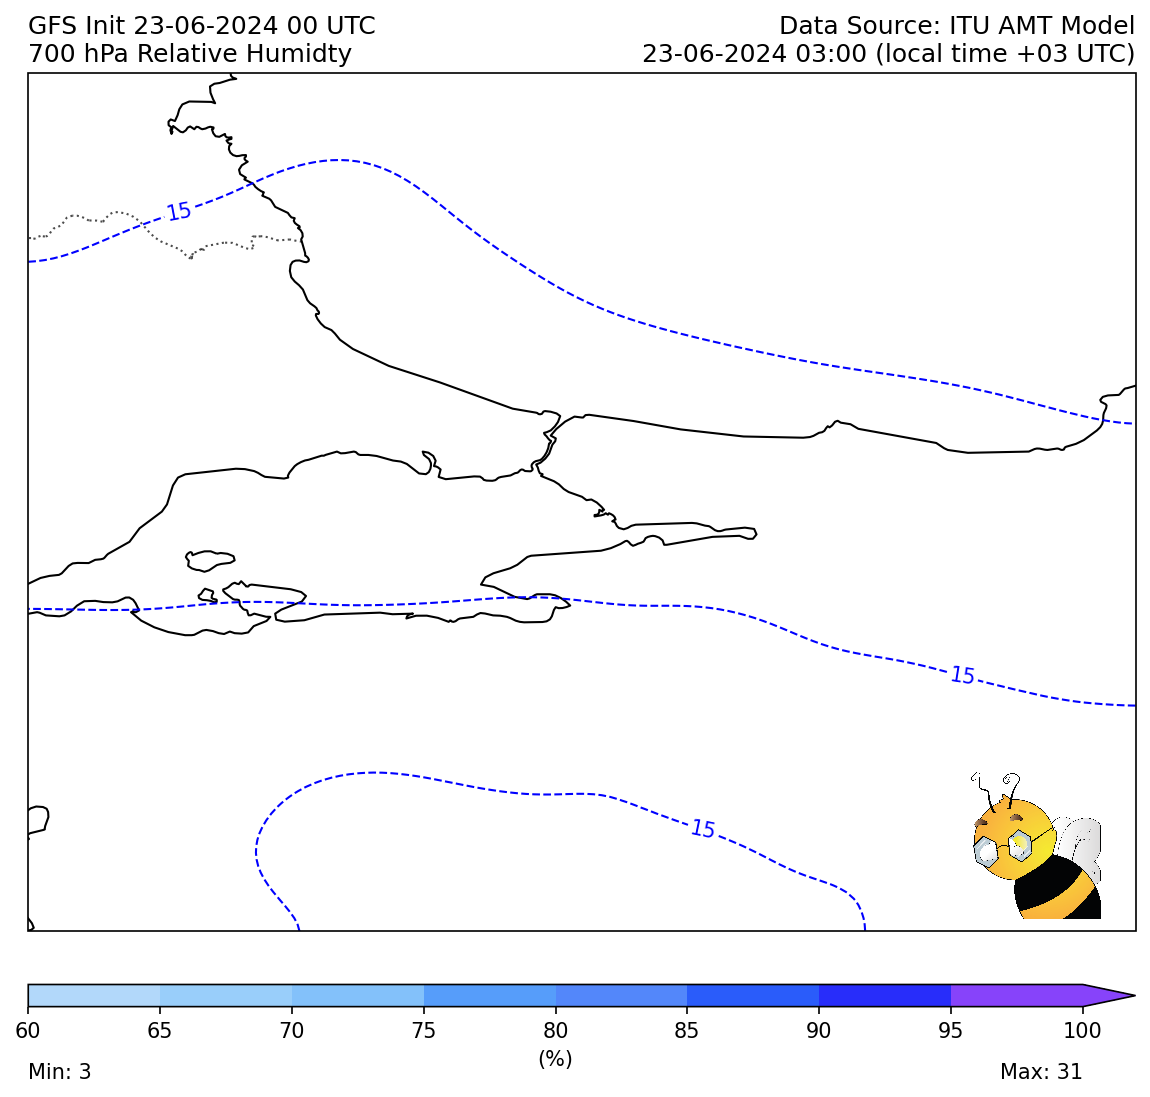 GFS Init 23-06-2024 00 UTC
Data Source: ITU AMT Model
700 hPa Relative Humidty
23-06-2024 03:00 (local time +03 UTC)
15
15
15
60 65 70 75 80 85 90 95 100
(%)
Min: 3
Max: 31